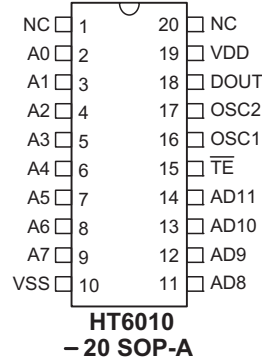 NC 1 20 NC
A0 2 19 VDD
A1 3 18 DOUT
A2 4 17 OSC2
A3 5 16 OSC1
A4 6 15 T̅E̅
A5 7 14 AD11
A6 8 13 AD10
A7 9 12 AD9
VSS 10 11 AD8
HT6010
– 20 SOP-A